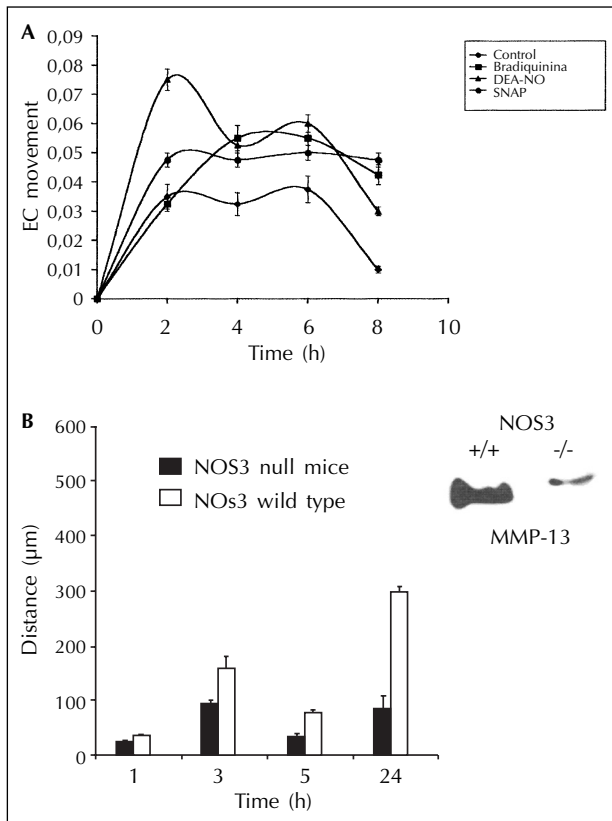 A
0,09
0,08
0,07
0,06
0,05
0,04
0,03
0,02
0,01
0
EC movement
0 2 4 6 8 10
Time (h)
Control
Bradiquinina
DEA-NO
SNAP
B
600
500
400
300
200
100
0
Distance (µm)
NOS3 null mice
NOs3 wild type
1 3 5 24
Time (h)
NOS3
+/+ -/-
MMP-13